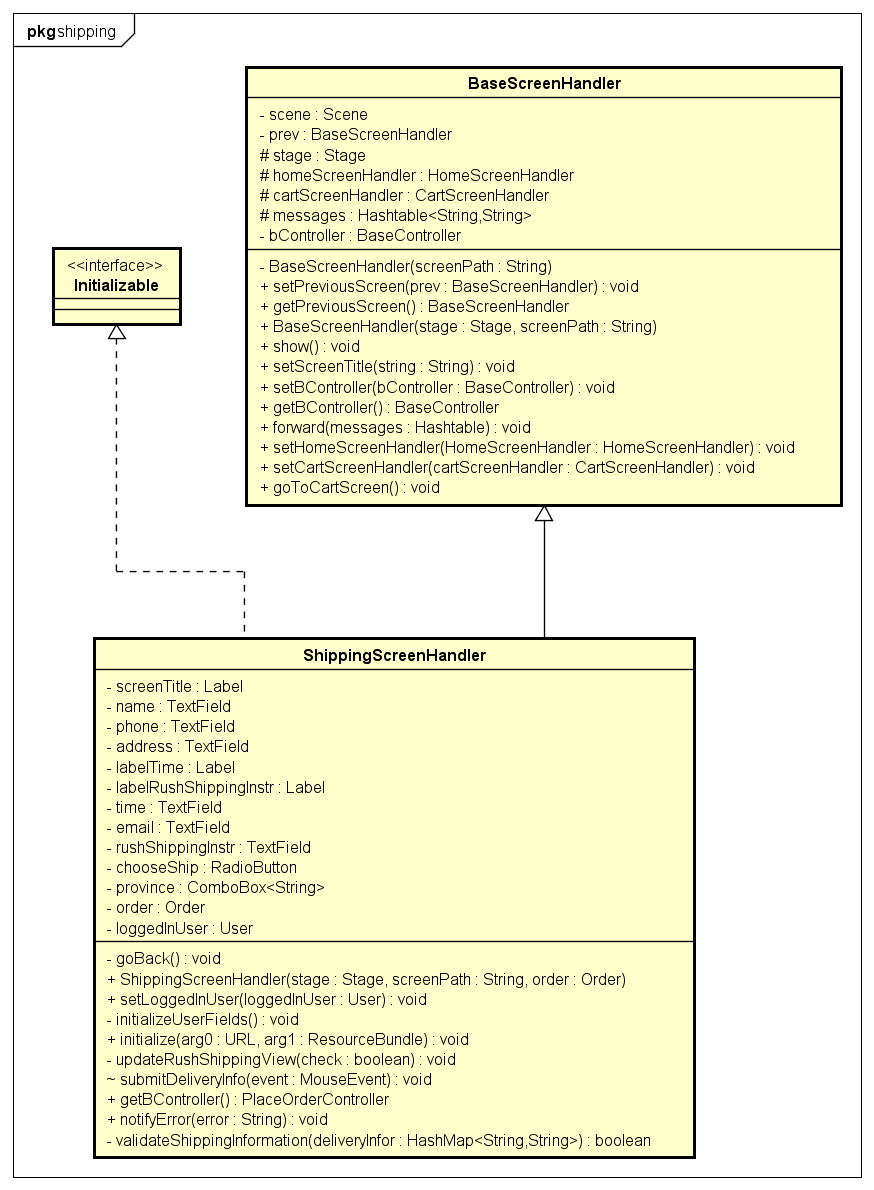 pkg shipping
BaseScreenHandler
- scene : Scene
- prev : BaseScreenHandler
# stage : Stage
# homeScreenHandler : HomeScreenHandler
# cartScreenHandler : CartScreenHandler
# messages : Hashtable<String,String>
- bController : BaseController
- BaseScreenHandler(screenPath : String)
+ setPreviousScreen(prev : BaseScreenHandler) : void
+ getPreviousScreen() : BaseScreenHandler
+ BaseScreenHandler(stage : Stage, screenPath : String)
+ show() : void
+ setScreenTitle(string : String) : void
+ setBController(bController : BaseController) : void
+ getBController() : BaseController
+ forward(messages : Hashtable) : void
+ setHomeScreenHandler(HomeScreenHandler : HomeScreenHandler) : void
+ setCartScreenHandler(cartScreenHandler : CartScreenHandler) : void
+ goToCartScreen() : void
<<interface>>
Initializable
ShippingScreenHandler
- screenTitle : Label
- name : TextField
- phone : TextField
- address : TextField
- labelTime : Label
- labelRushShippingInstr : Label
- time : TextField
- email : TextField
- rushShippingInstr : TextField
- chooseShip : RadioButton
- province : ComboBox<String>
- order : Order
- loggedInUser : User
- goBack() : void
+ ShippingScreenHandler(stage : Stage, screenPath : String, order : Order)
+ setLoggedInUser(loggedInUser : User) : void
- initializeUserFields() : void
+ initialize(arg0 : URL, arg1 : ResourceBundle) : void
- updateRushShippingView(check : boolean) : void
~ submitDeliveryInfo(event : MouseEvent) : void
+ getBController() : PlaceOrderController
+ notifyError(error : String) : void
- validateShippingInformation(deliveryInfor : HashMap<String,String>) : boolean